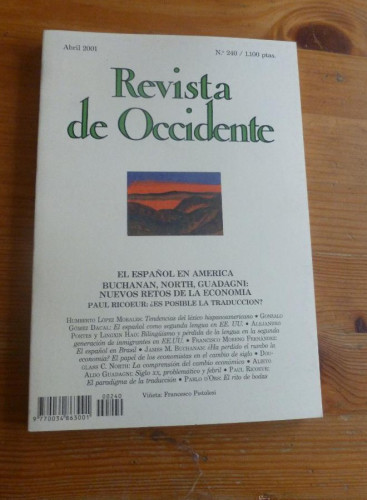 Abril 2001
N.º 240 / 1.100 ptas.
Revista
de Occidente
EL ESPAÑOL EN AMERICA
BUCHANAN, NORTH, GUADAGNI:
NUEVOS RETOS DE LA ECONOMIA
PAUL RICOEUR: ¿ES POSIBLE LA TRADUCCION?
HUMBERTO LÓPEZ MORALES: Tendencias del léxico hispanoamericano • GONZALO
GÓMEZ DACAL: El español como segunda lengua en EE. UU. • ALEJANDRO
PORTES y LINGXIN HAO: Bilingüismo y pérdida de la lengua en la segunda
generación de inmigrantes en EE.UU. • FRANCISCO MORENO FERNÁNDEZ:
El español en Brasil • JAMES M. BUCHANAN: ¿Ha perdido el rumbo la
economía? El papel de los economistas en el cambio de siglo • DOU-
GLASS C. NORTH: La comprensión del cambio económico • ALIETO
ALDO GUADAGNI: Siglo XX, problemático y febril • PAUL RICOEUR:
El paradigma de la traducción • PABLO D'ORS: El rito de bodas
00240
9 770034 863001
Viñeta: Francesco Pistolesi